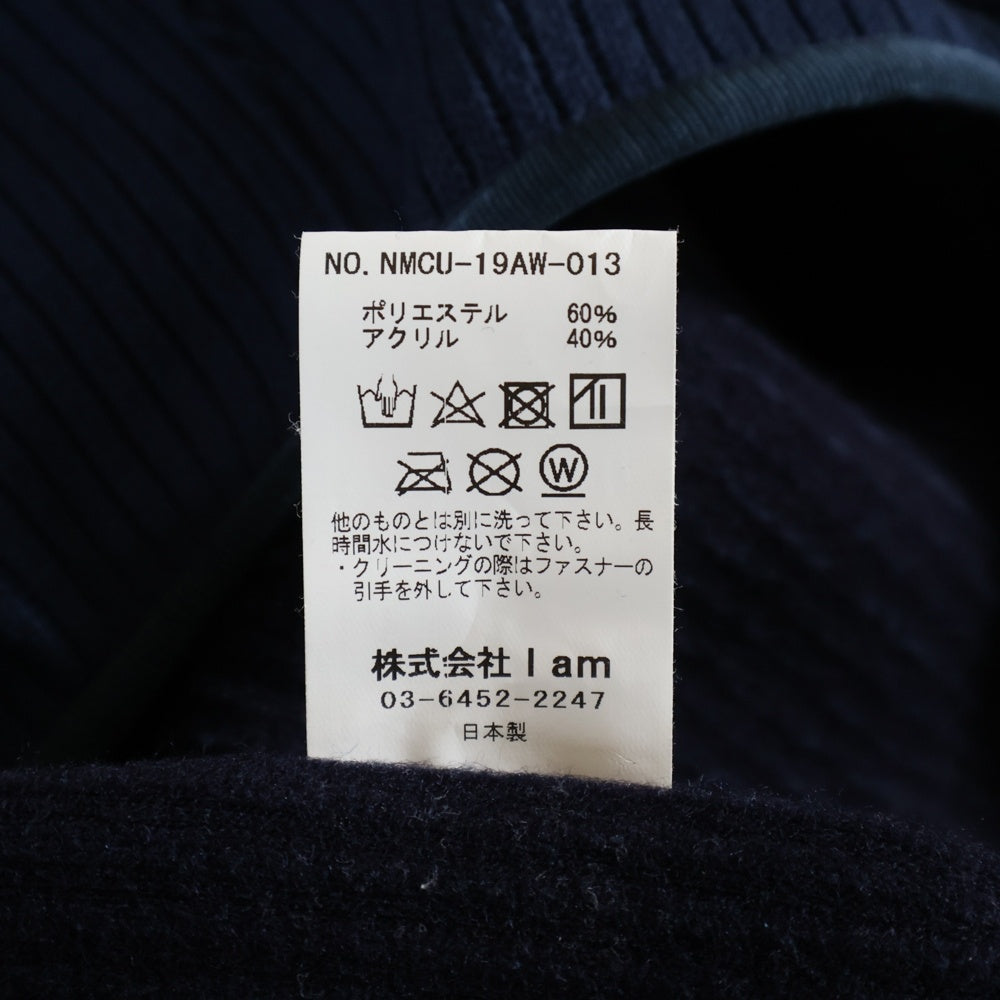 NO. NMCU-19AW-013
ポリエステル 60%
アクリル 40%
W
他のものとは別に洗って下さい。長
時間水につけないで下さい。
・クリーニングの際はファスナーの
引手を外して下さい。
株式会社 I am
03-6452-2247
日本製